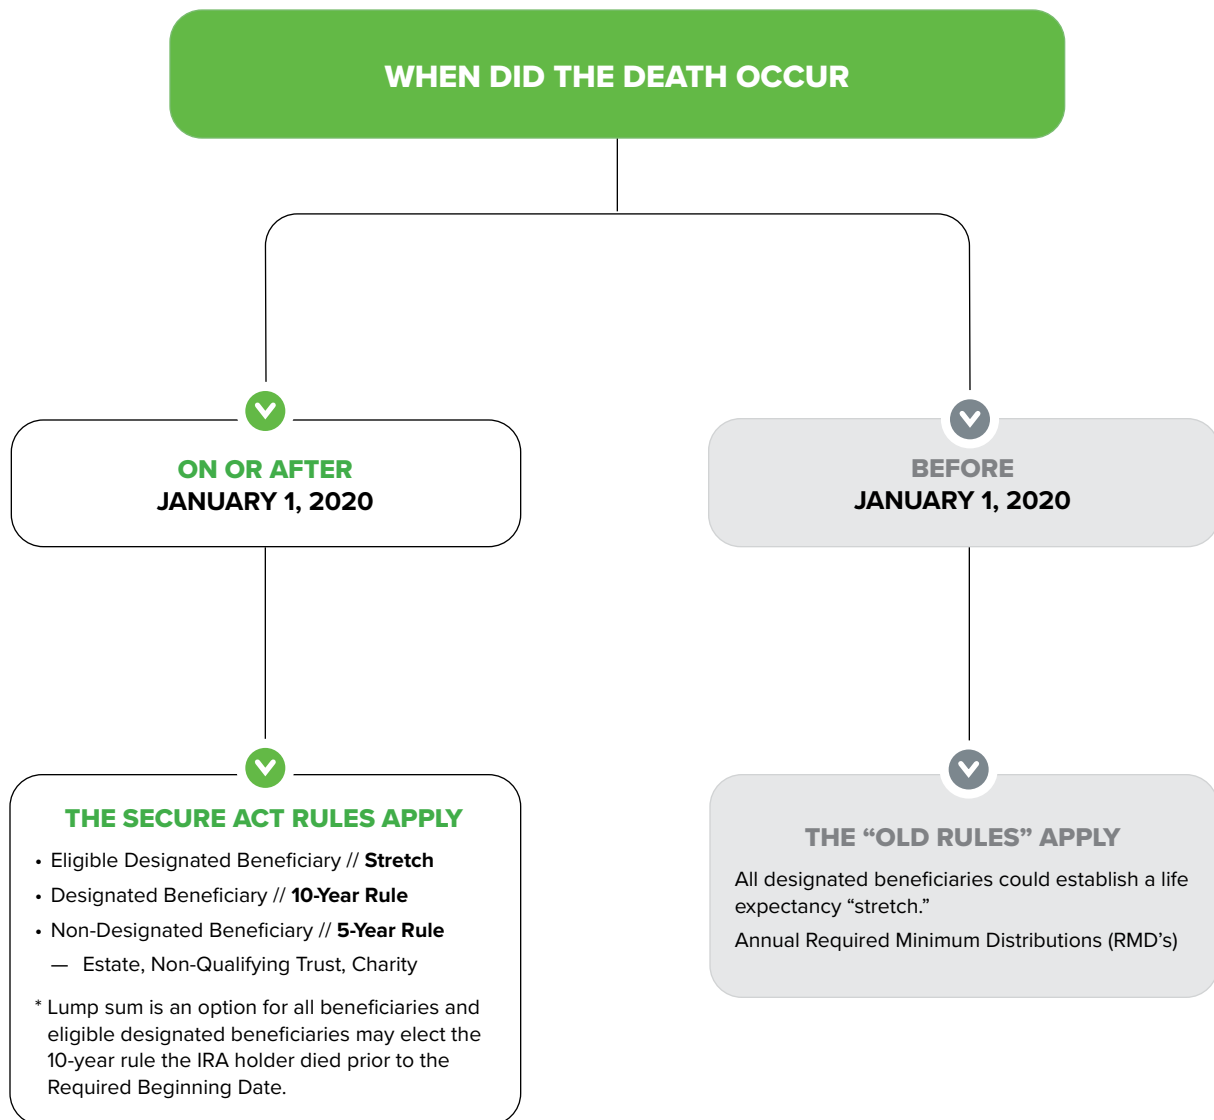 WHEN DID THE DEATH OCCUR
ON OR AFTER
JANUARY 1, 2020
BEFORE
JANUARY 1, 2020
THE SECURE ACT RULES APPLY
• Eligible Designated Beneficiary // Stretch
• Designated Beneficiary // 10-Year Rule
• Non-Designated Beneficiary // 5-Year Rule
— Estate, Non-Qualifying Trust, Charity
* Lump sum is an option for all beneficiaries and
eligible designated beneficiaries may elect the
10-year rule the IRA holder died prior to the
Required Beginning Date.
THE “OLD RULES” APPLY
All designated beneficiaries could establish a life
expectancy “stretch.”
Annual Required Minimum Distributions (RMD’s)